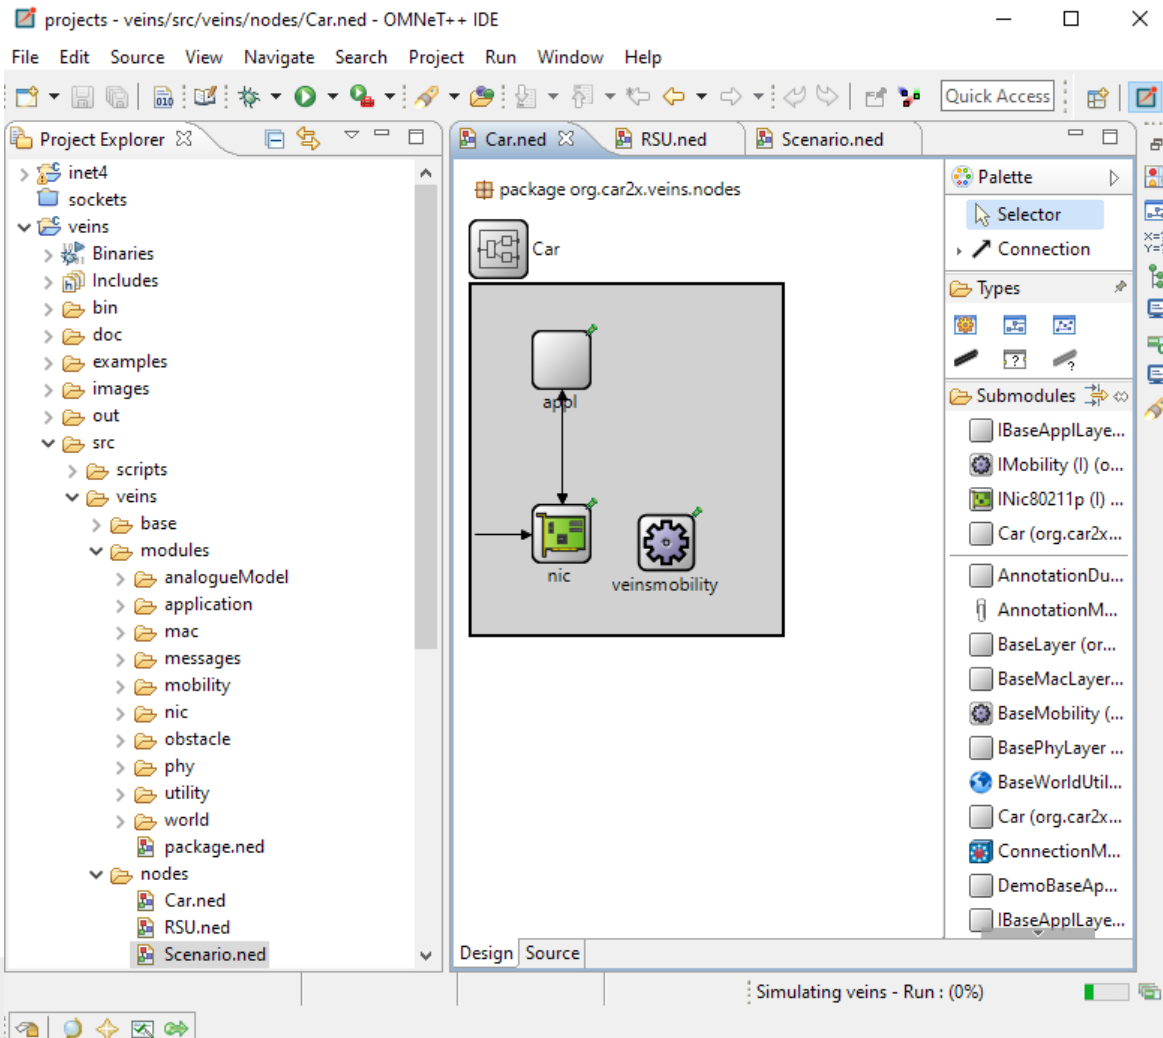 projects - veins/src/veins/nodes/Car.ned - OMNeT++ IDE
File Edit Source View Navigate Search Project Run Window Help
010
Quick Access
Project Explorer
inet4
sockets
veins
Binaries
Includes
bin
doc
examples
images
out
src
scripts
veins
base
modules
analogueModel
application
mac
messages
mobility
nic
obstacle
phy
utility
world
package.ned
nodes
Car.ned
RSU.ned
Scenario.ned
Car.ned RSU.ned Scenario.ned
package org.car2x.veins.nodes
Car
appl
nic
veinsmobility
Design Source
Palette
Selector
Connection
Types
Submodules
IBaseApplLaye...
IMobility (I) (o...
INic80211p (I) ...
Car (org.car2x...
AnnotationDu...
AnnotationM...
BaseLayer (or...
BaseMacLayer...
BaseMobility (...
BasePhyLayer ...
BaseWorldUtil...
Car (org.car2x...
ConnectionM...
DemoBaseAp...
IBaseApplLaye...
Simulating veins - Run : (0%)